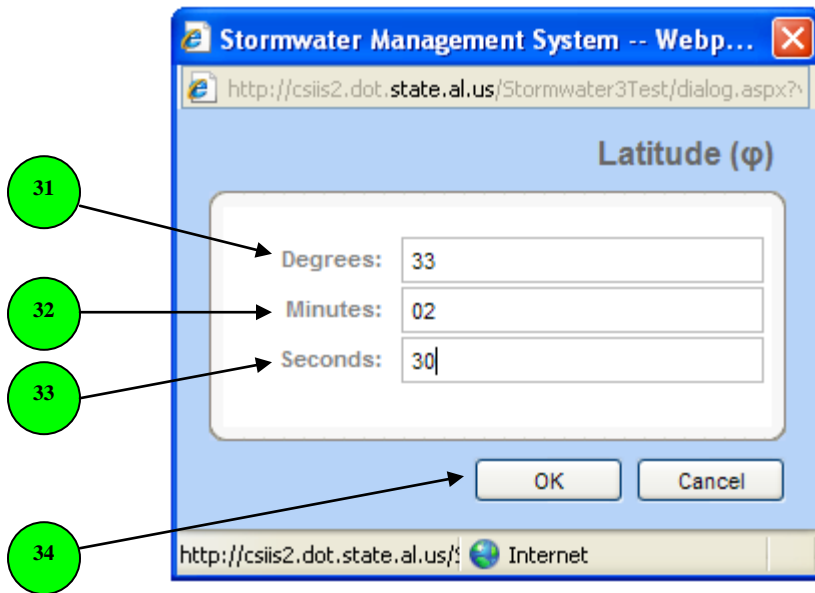 Stormwater Management System -- Webp...
http://csiis2.dot.state.al.us/Stormwater3Test/dialog.aspx?
Latitude (φ)
31
Degrees: 33
32
Minutes: 02
33
Seconds: 30
OK Cancel
34
http://csiis2.dot.state.al.us/ Internet